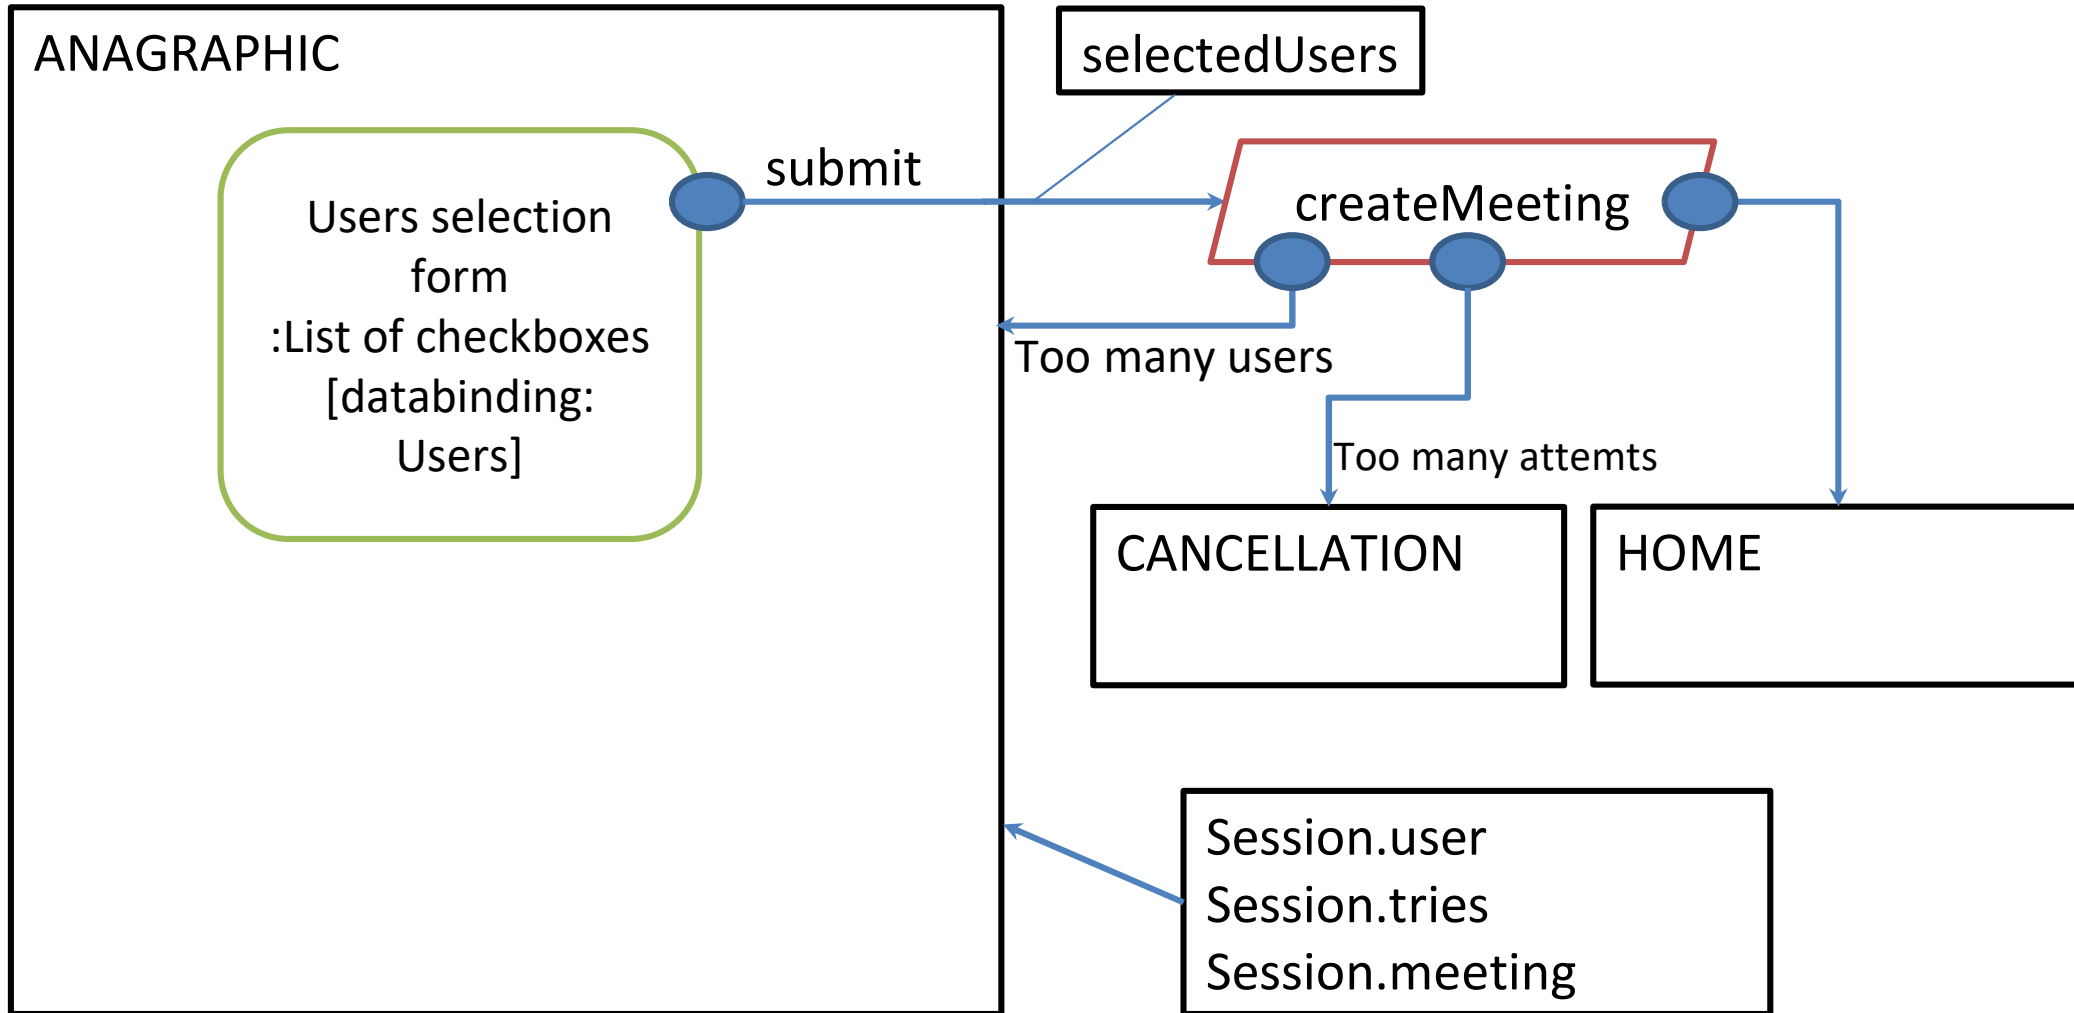 ANAGRAPHIC
selectedUsers
submit
createMeeting
Users selection
form
:List of checkboxes
[databinding:
Users]
Too many users
Too many attemts
CANCELLATION
HOME
Session.user
Session.tries
Session.meeting